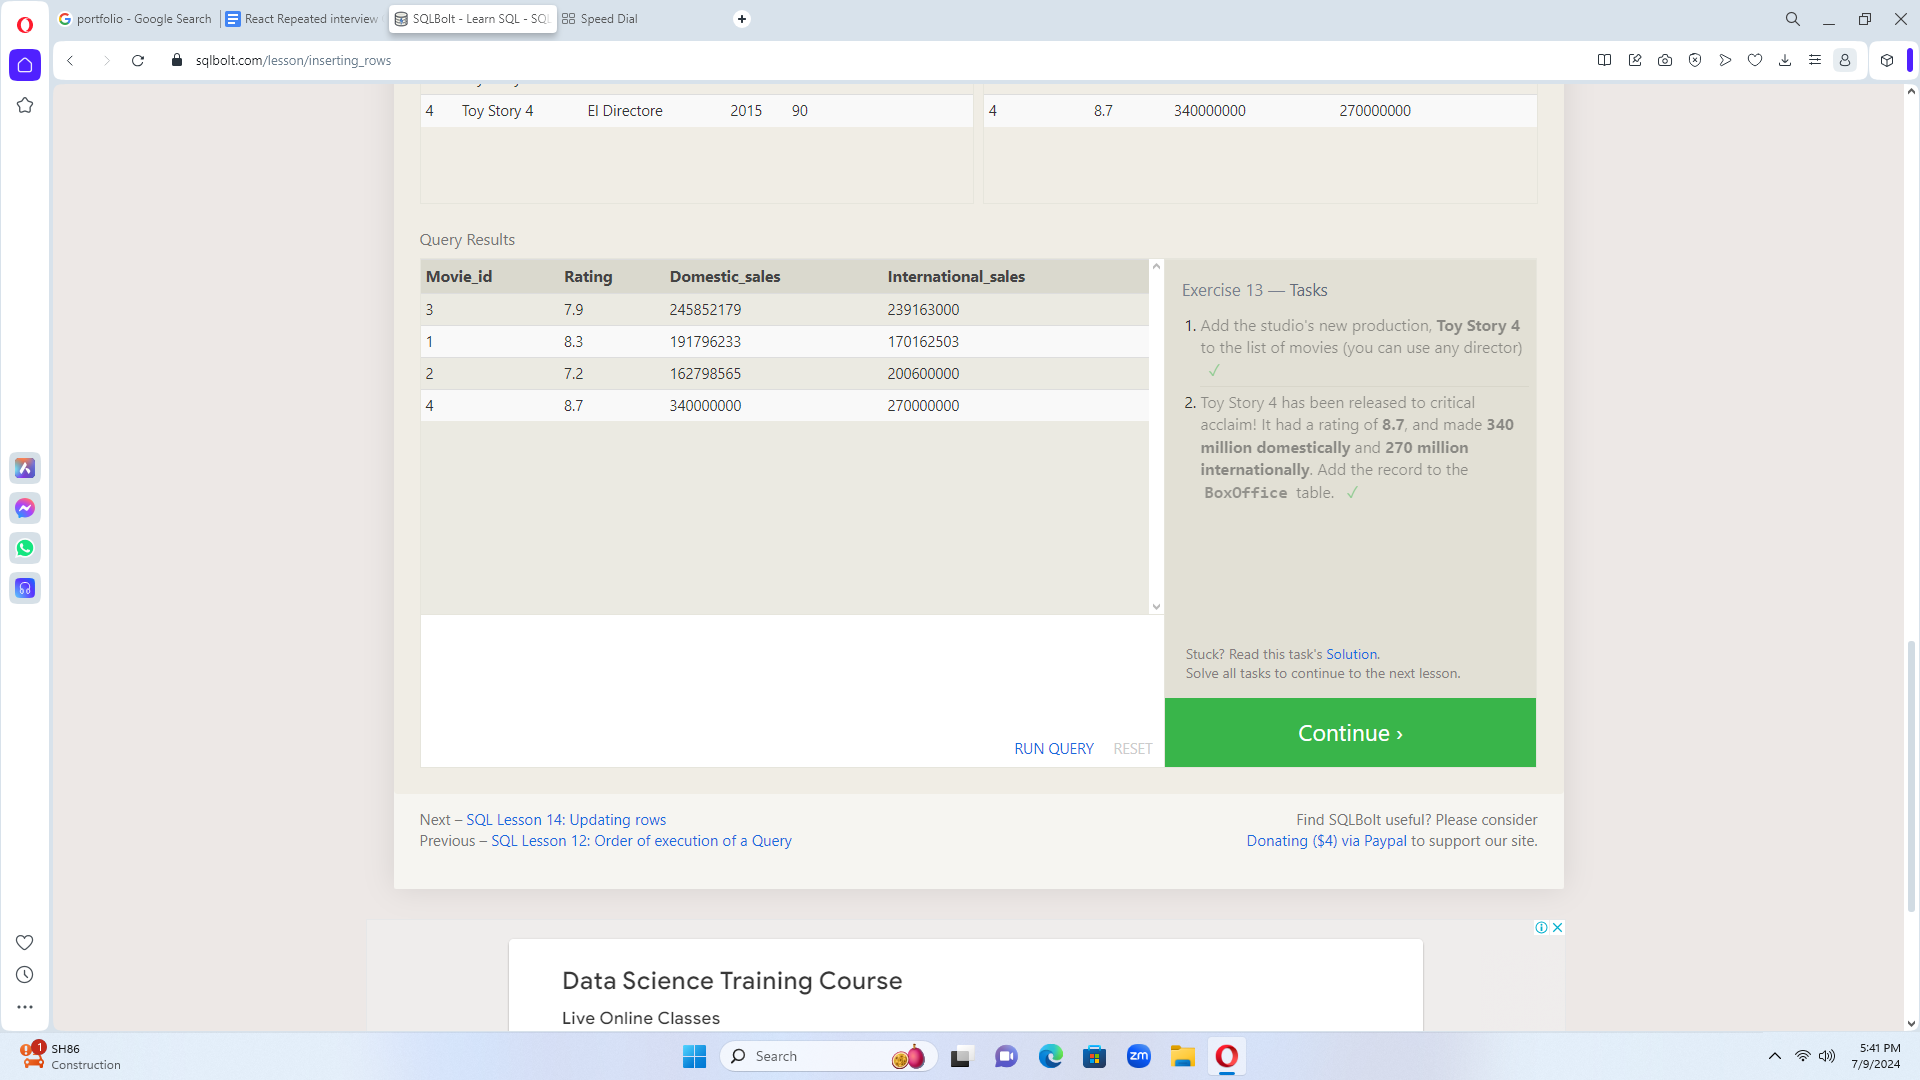 portfolio - Google Search
React Repeated interview
SQLBolt - Learn SQL - SQL
Speed Dial
sqlbolt.com/lesson/inserting_rows
4 Toy Story 4 El Directore 2015 90
4 8.7 340000000 270000000
Query Results
Movie_id Rating Domestic_sales International_sales
3 7.9 245852179 239163000
1 8.3 191796233 170162503
2 7.2 162798565 200600000
4 8.7 340000000 270000000
Exercise 13 — Tasks
1. Add the studio's new production, Toy Story 4
to the list of movies (you can use any director)
✓
2. Toy Story 4 has been released to critical
acclaim! It had a rating of 8.7, and made 340
million domestically and 270 million
internationally. Add the record to the
BoxOffice table. ✓
Stuck? Read this task's Solution.
Solve all tasks to continue to the next lesson.
RUN QUERY RESET
Continue ›
Next – SQL Lesson 14: Updating rows
Previous – SQL Lesson 12: Order of execution of a Query
Find SQLBolt useful? Please consider
Donating ($4) via Paypal to support our site.
Data Science Training Course
Live Online Classes
1
SH86
Construction
Search
zm
5:41 PM
7/9/2024